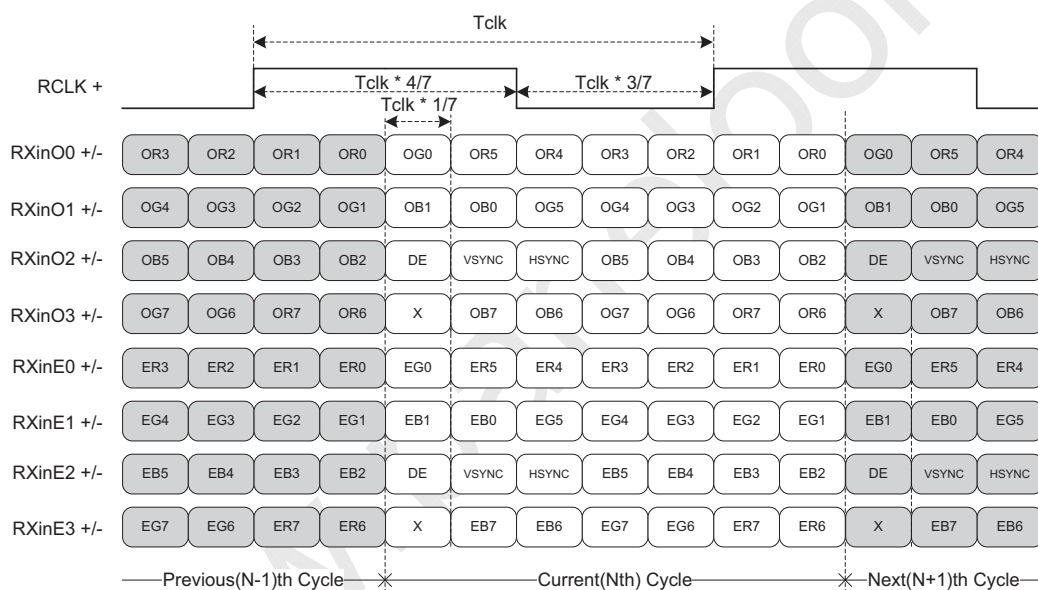 Tclk
RCLK +
Tclk * 4/7
Tclk * 3/7
Tclk * 1/7
RXinO0 +/- OR3 OR2 OR1 OR0 OG0 OR5 OR4 OR3 OR2 OR1 OR0 OG0 OR5 OR4
RXinO1 +/- OG4 OG3 OG2 OG1 OB1 OB0 OG5 OG4 OG3 OG2 OG1 OB1 OB0 OG5
RXinO2 +/- OB5 OB4 OB3 OB2 DE VSYNC HSYNC OB5 OB4 OB3 OB2 DE VSYNC HSYNC
RXinO3 +/- OG7 OG6 OR7 OR6 X OB7 OB6 OG7 OG6 OR7 OR6 X OB7 OB6
RXinE0 +/- ER3 ER2 ER1 ER0 EG0 ER5 ER4 ER3 ER2 ER1 ER0 EG0 ER5 ER4
RXinE1 +/- EG4 EG3 EG2 EG1 EB1 EB0 EG5 EG4 EG3 EG2 EG1 EB1 EB0 EG5
RXinE2 +/- EB5 EB4 EB3 EB2 DE VSYNC HSYNC EB5 EB4 EB3 EB2 DE VSYNC HSYNC
RXinE3 +/- EG7 EG6 ER7 ER6 X EB7 EB6 EG7 EG6 ER7 ER6 X EB7 EB6
Previous(N-1)th Cycle Current(Nth) Cycle Next(N+1)th Cycle